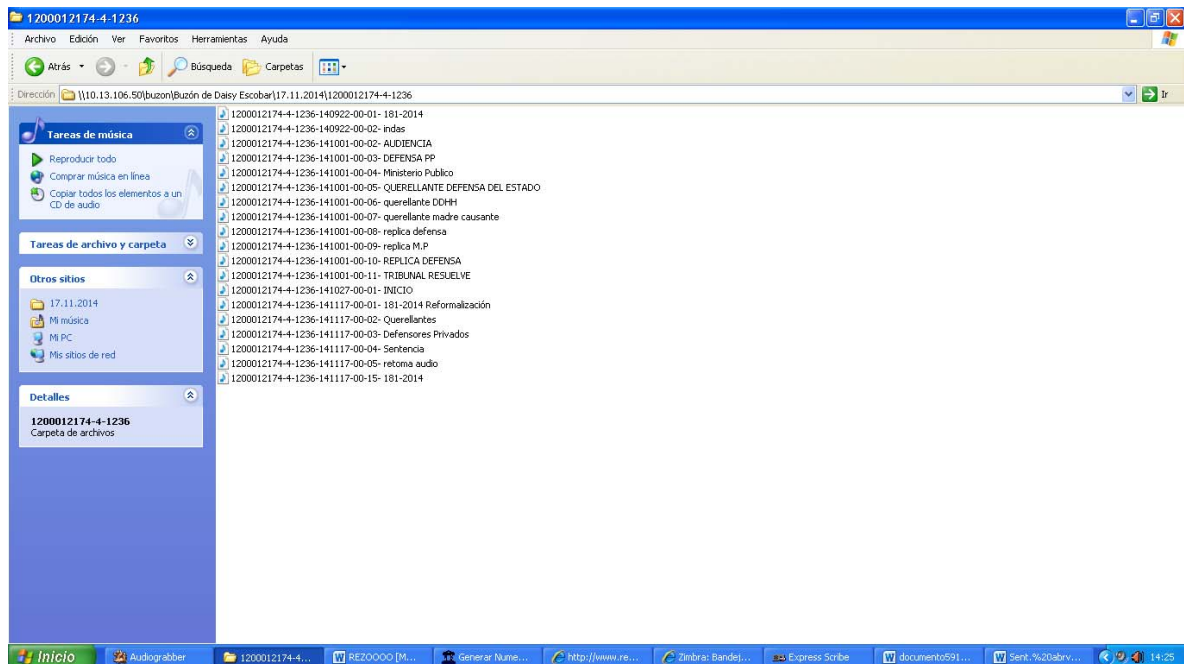 1200012174-4-1236
Archivo Edición Ver Favoritos Herramientas Ayuda
Atrás Búsqueda Carpetas
Dirección \\10.13.106.50\buzon\Buzón de Daisy Escobar\17.11.2014\1200012174-4-1236 Ir
Tareas de música
Reproducir todo
Comprar música en línea
Copiar todos los elementos a un
CD de audio
Tareas de archivo y carpeta
Otros sitios
17.11.2014
Mi música
Mi PC
Mis sitios de red
Detalles
1200012174-4-1236
Carpeta de archivos
1200012174-4-1236-140922-00-01- 181-2014
1200012174-4-1236-140922-00-02- indas
1200012174-4-1236-141001-00-02- AUDIENCIA
1200012174-4-1236-141001-00-03- DEFENSA PP
1200012174-4-1236-141001-00-04- Ministerio Publico
1200012174-4-1236-141001-00-05- QUERELLANTE DEFENSA DEL ESTADO
1200012174-4-1236-141001-00-06- querellante DDHH
1200012174-4-1236-141001-00-07- querellante madre causante
1200012174-4-1236-141001-00-08- replica defensa
1200012174-4-1236-141001-00-09- replica M.P
1200012174-4-1236-141001-00-10- REPLICA DEFENSA
1200012174-4-1236-141001-00-11- TRIBUNAL RESUELVE
1200012174-4-1236-141027-00-01- INICIO
1200012174-4-1236-141117-00-01- 181-2014 Reformalización
1200012174-4-1236-141117-00-02- Querellantes
1200012174-4-1236-141117-00-03- Defensores Privados
1200012174-4-1236-141117-00-04- Sentencia
1200012174-4-1236-141117-00-05- retoma audio
1200012174-4-1236-141117-00-15- 181-2014
Inicio Audiograbber 1200012174-4... REZOOOO [M... Generar Nume... http://www.re... Zimbra: Bandej... Express Scribe documento591... Sent.%20abrv... 14:25